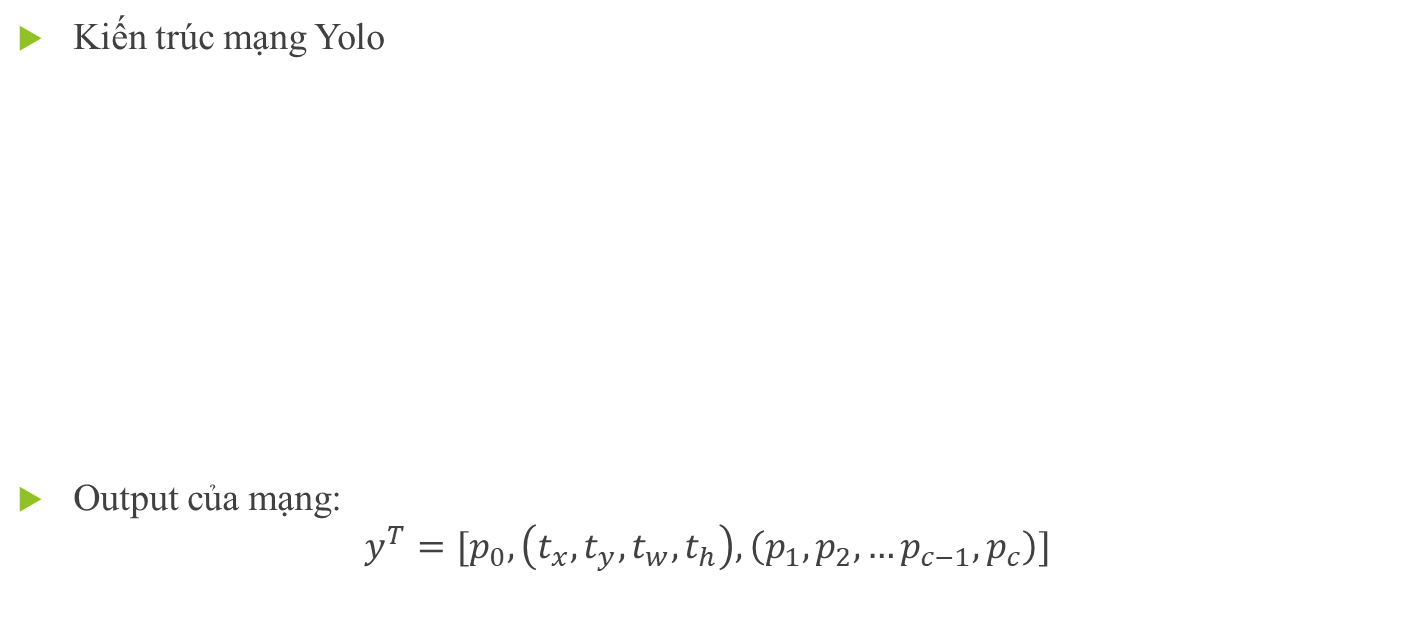 Kiến trúc mạng Yolo
Output của mạng:
y^T = [p_0, (t_x, t_y, t_w, t_h), (p_1, p_2, … p_{c−1}, p_c)]